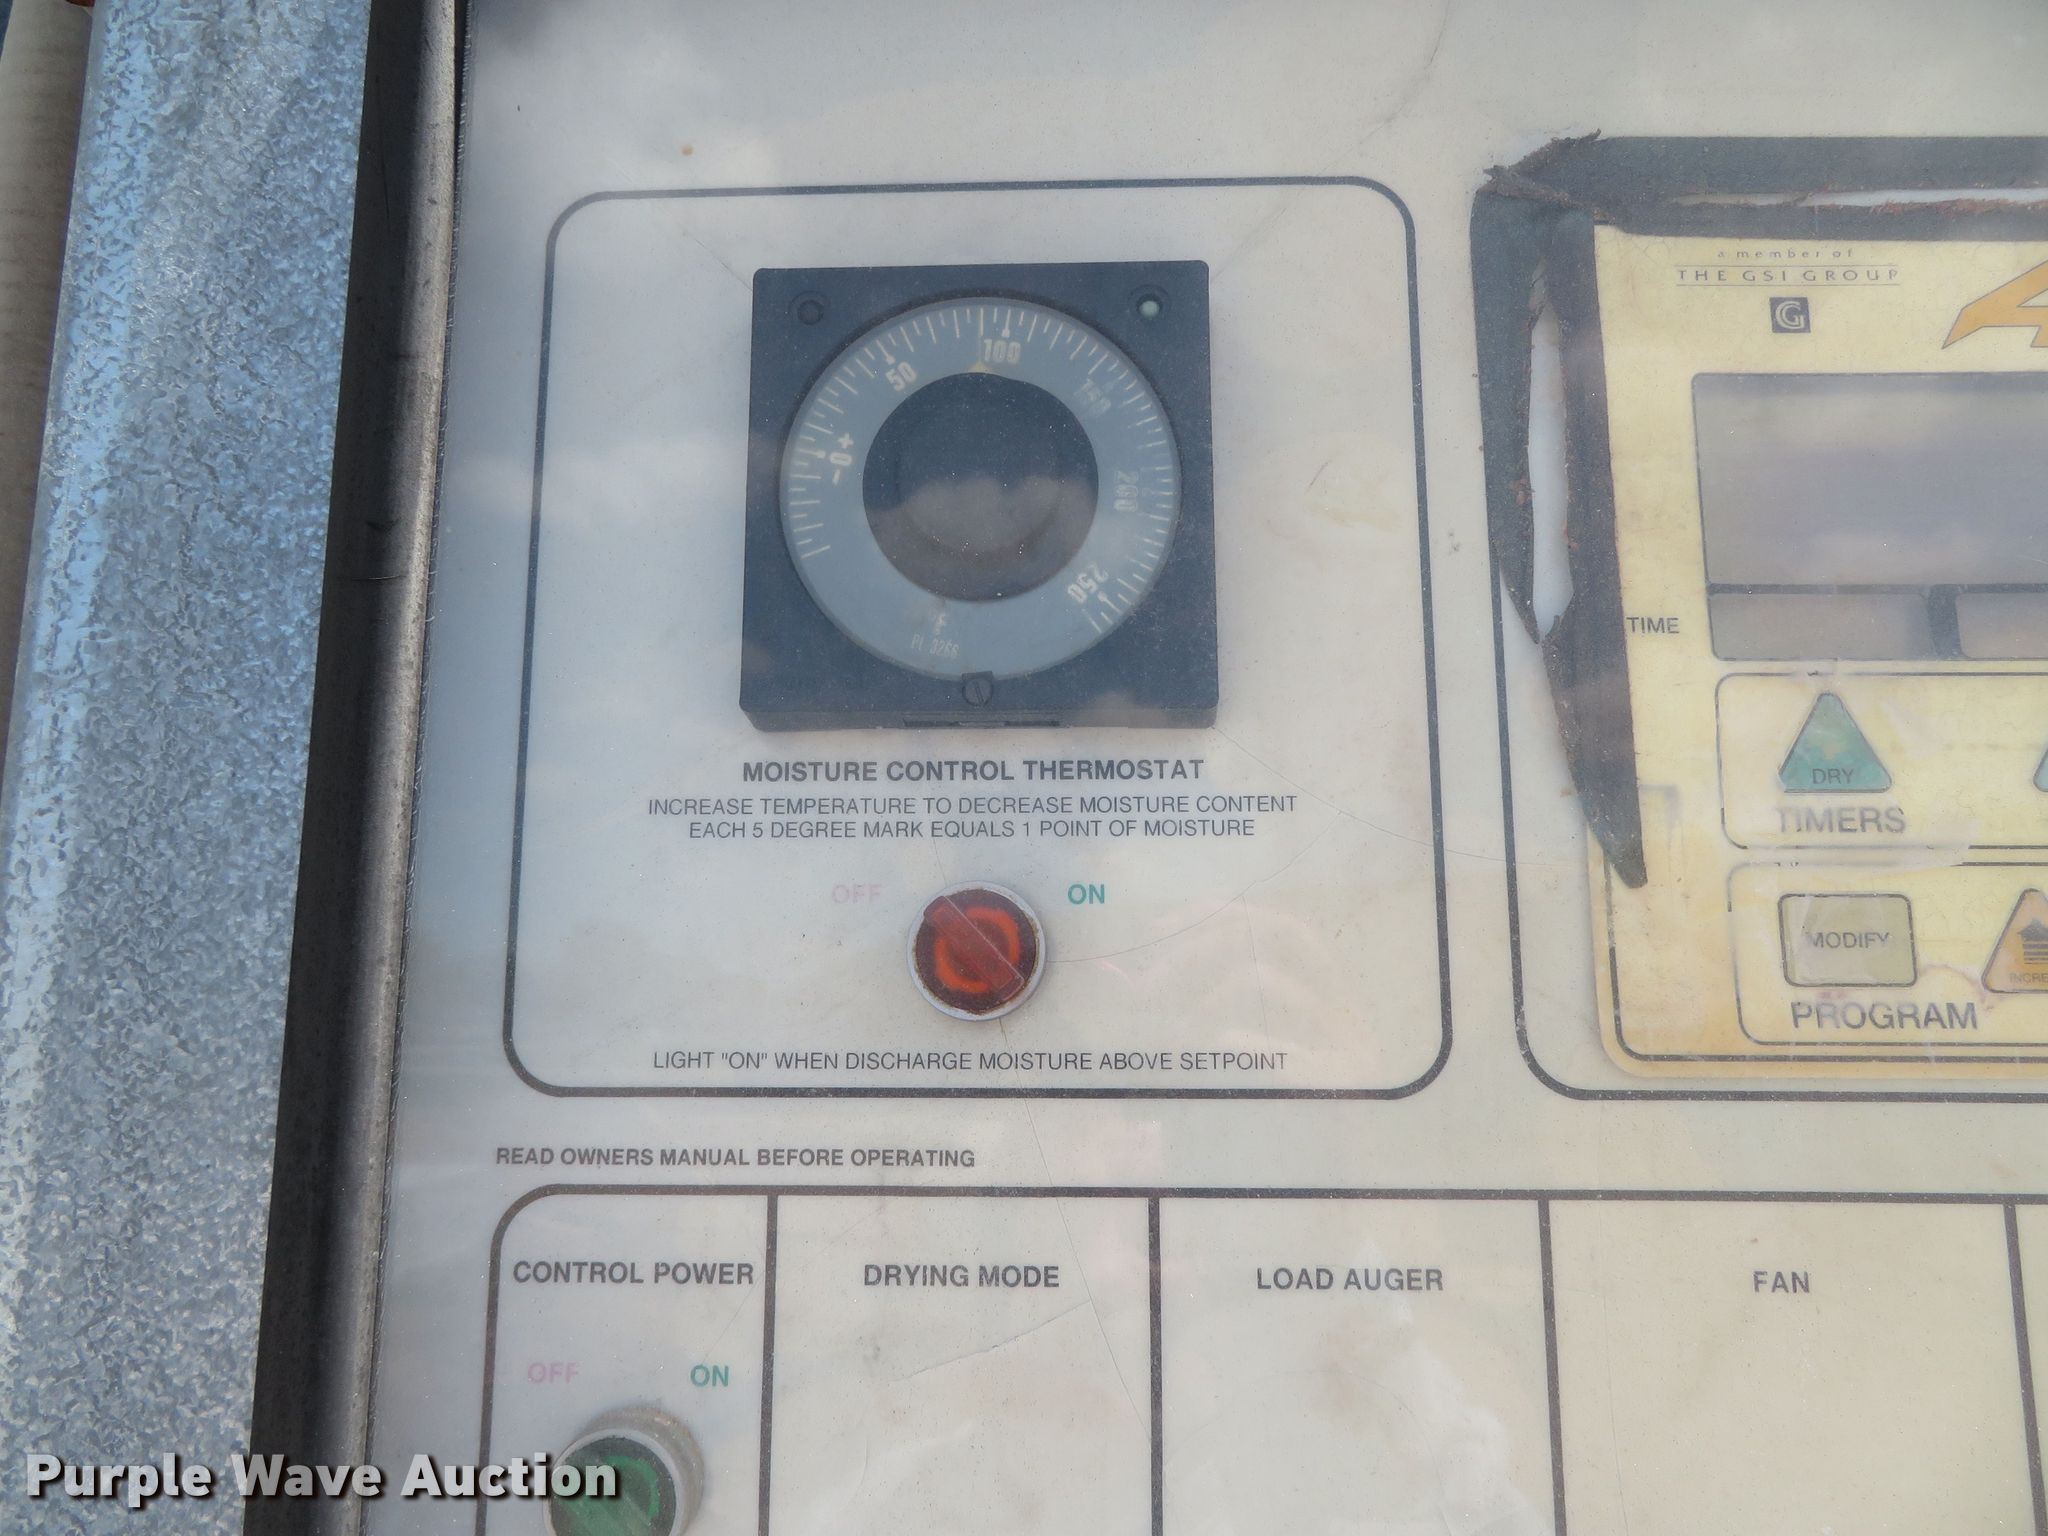 50
100
150
200
250
-0+
°F
PL 3266
MOISTURE CONTROL THERMOSTAT
INCREASE TEMPERATURE TO DECREASE MOISTURE CONTENT
EACH 5 DEGREE MARK EQUALS 1 POINT OF MOISTURE
OFF
ON
LIGHT "ON" WHEN DISCHARGE MOISTURE ABOVE SETPOINT
a member of
THE GSI GROUP
TIME
DRY
TIMERS
MODIFY
PROGRAM
READ OWNERS MANUAL BEFORE OPERATING
CONTROL POWER
DRYING MODE
LOAD AUGER
FAN
OFF
ON
Purple Wave Auction